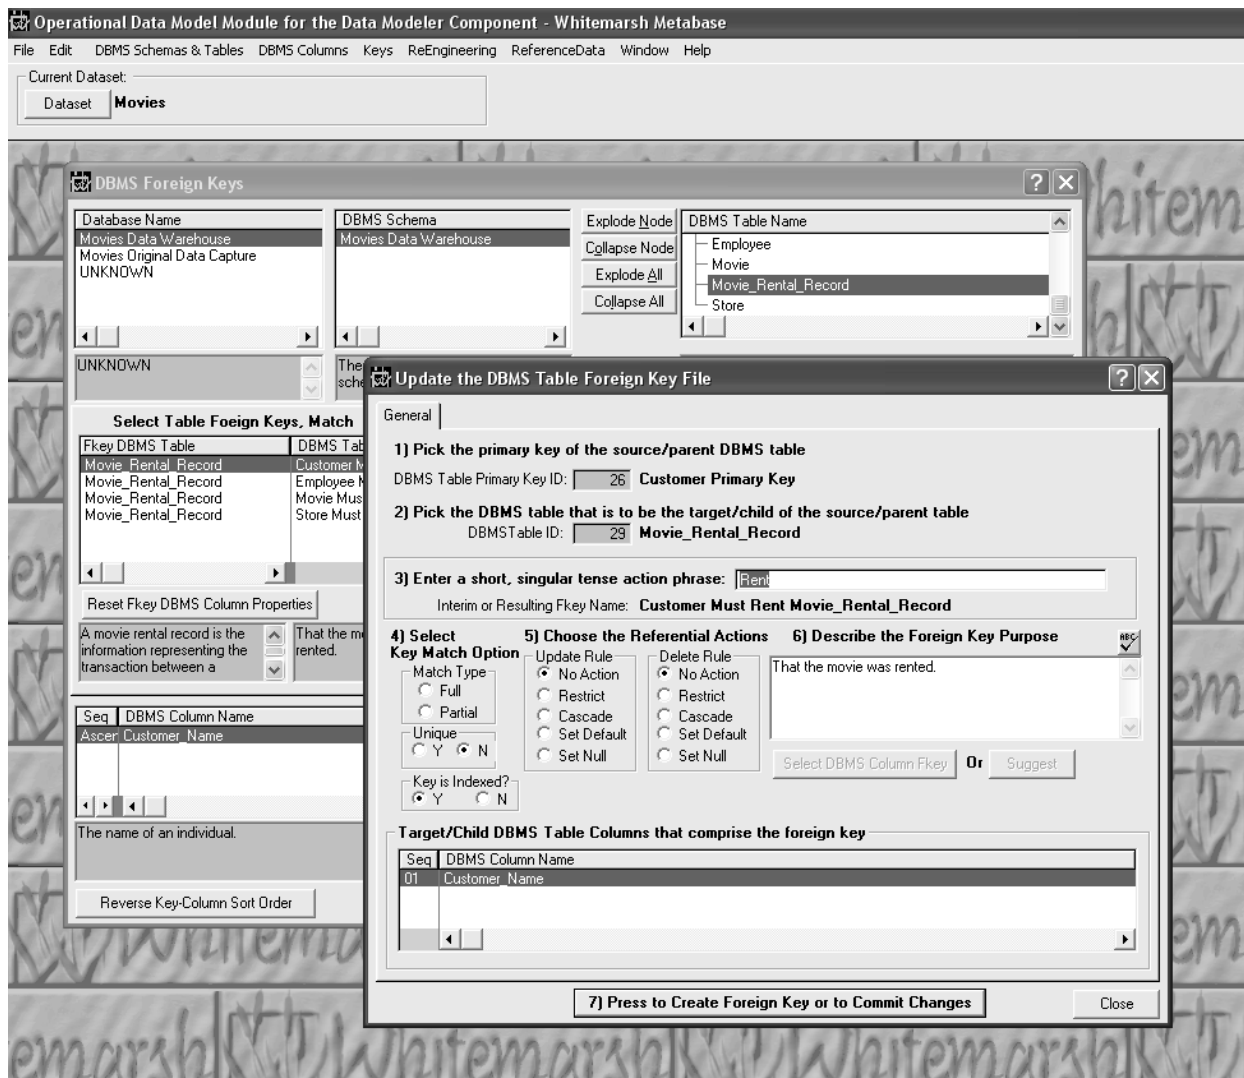 Operational Data Model Module for the Data Modeler Component - Whitemarsh Metabase
File Edit DBMS Schemas & Tables DBMS Columns Keys ReEngineering ReferenceData Window Help
Current Dataset:
Dataset Movies
DBMS Foreign Keys
Database Name
Movies Data Warehouse
Movies Original Data Capture
UNKNOWN
DBMS Schema
Movies Data Warehouse
Explode Node
Collapse Node
Explode All
Collapse All
DBMS Table Name
Employee
Movie
Movie_Rental_Record
Store
UNKNOWN
The
sche
Select Table Foeign Keys, Match
Fkey DBMS Table DBMS Tab
Movie_Rental_Record Customer M
Movie_Rental_Record Employee M
Movie_Rental_Record Movie Mus
Movie_Rental_Record Store Must
Reset Fkey DBMS Column Properties
A movie rental record is the
information representing the
transaction between a
That the m
rented.
Seq DBMS Column Name
Ascer Customer_Name
The name of an individual.
Reverse Key-Column Sort Order
Update the DBMS Table Foreign Key File
General
1) Pick the primary key of the source/parent DBMS table
DBMS Table Primary Key ID: 26 Customer Primary Key
2) Pick the DBMS table that is to be the target/child of the source/parent table
DBMSTable ID: 29 Movie_Rental_Record
3) Enter a short, singular tense action phrase: Rent
Interim or Resulting Fkey Name: Customer Must Rent Movie_Rental_Record
4) Select
Key Match Option
Match Type
Full
Partial
Unique
Y N
Key is Indexed?
Y N
5) Choose the Referential Actions
Update Rule
No Action
Restrict
Cascade
Set Default
Set Null
Delete Rule
No Action
Restrict
Cascade
Set Default
Set Null
6) Describe the Foreign Key Purpose
ABC
That the movie was rented.
Select DBMS Column Fkey Or Suggest
Target/Child DBMS Table Columns that comprise the foreign key
Seq DBMS Column Name
01 Customer_Name
7) Press to Create Foreign Key or to Commit Changes
Close